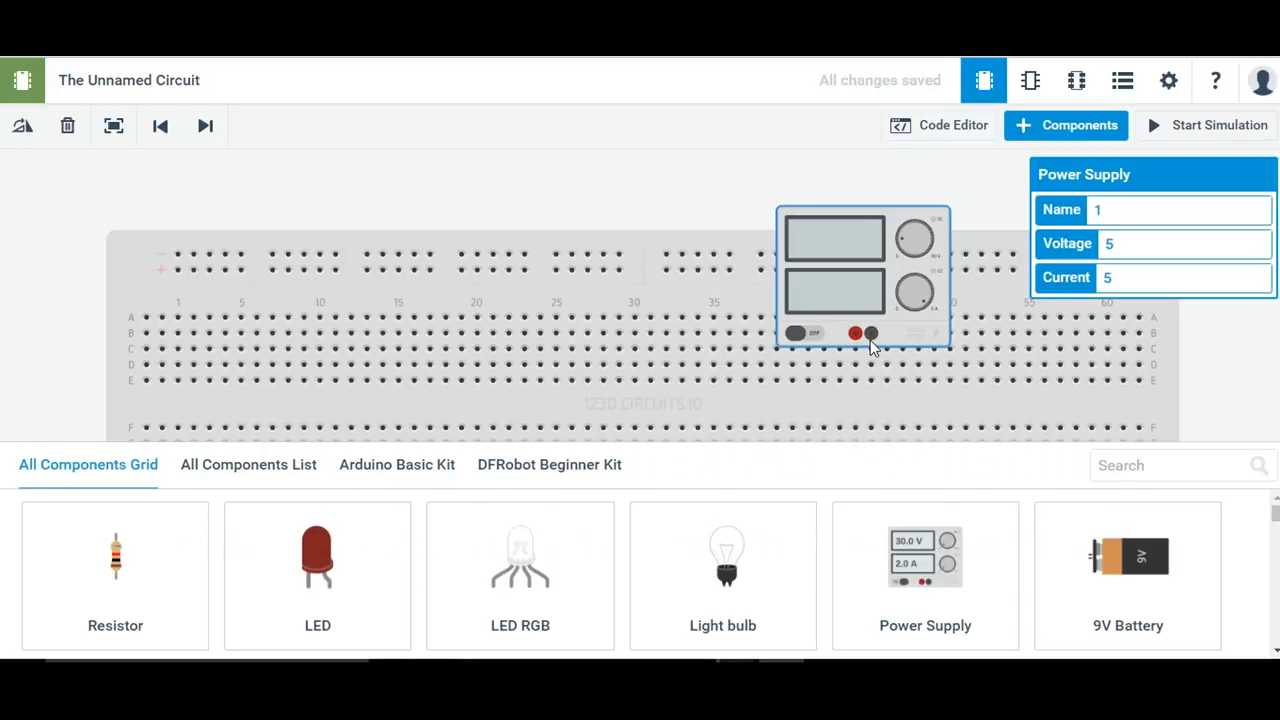 The Unnamed Circuit
All changes saved
?
Code Editor
+ Components
Start Simulation
Power Supply
Name 1
Voltage 5
Current 5
OFF
1 5 10 15 20 25 30 35 55 60
A A
B B
C C
D D
E E
123D.CIRCUITS.IO
F F
All Components Grid
All Components List
Arduino Basic Kit
DFRobot Beginner Kit
Search
30.0 V
2.0 A
9V
Resistor
LED
LED RGB
Light bulb
Power Supply
9V Battery